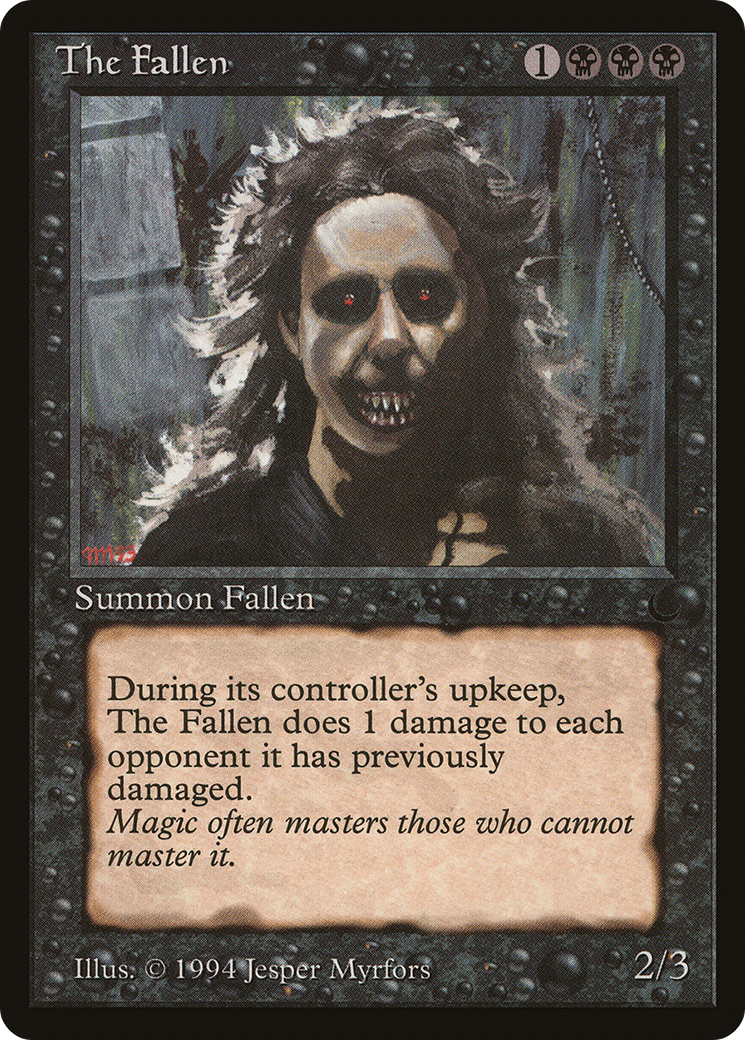 The Fallen
1
Summon Fallen
During its controller's upkeep,
The Fallen does 1 damage to each
opponent it has previously
damaged.
Magic often masters those who cannot
master it.
Illus. © 1994 Jesper Myrfors
2/3